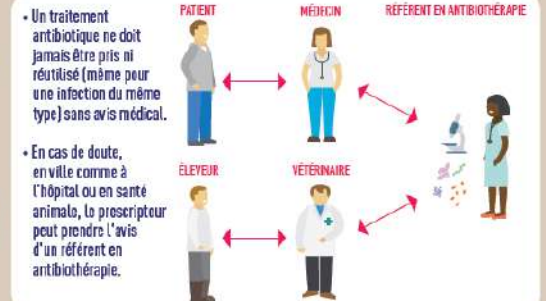 • Un traitement
antibiotique ne doit
jamais être pris ni
réutilisé (même pour
une infection du même
type) sans avis médical.
• En cas de doute,
en ville comme à
l'hôpital ou en santé
animale, le prescripteur
peut prendre l'avis
d'un référent en
antibiothérapie.
PATIENT
MÉDECIN
RÉFÉRENT EN ANTIBIOTHÉRAPIE
ÉLEVEUR
VÉTÉRINAIRE